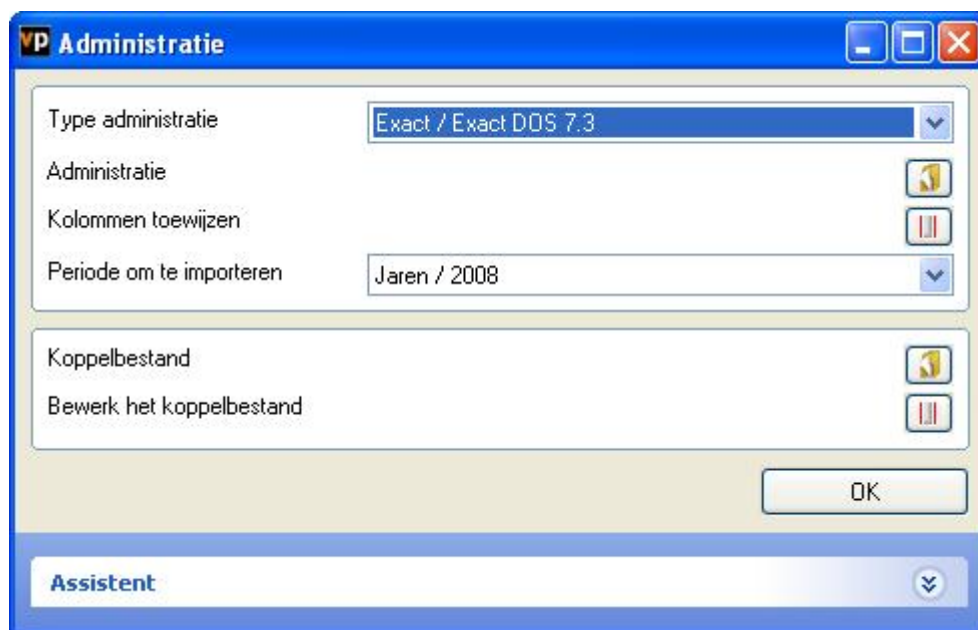 VP Administratie
Type administratie Exact / Exact DOS 7.3
Administratie
Kolommen toewijzen
Periode om te importeren Jaren / 2008
Koppelbestand
Bewerk het koppelbestand
OK
Assistent